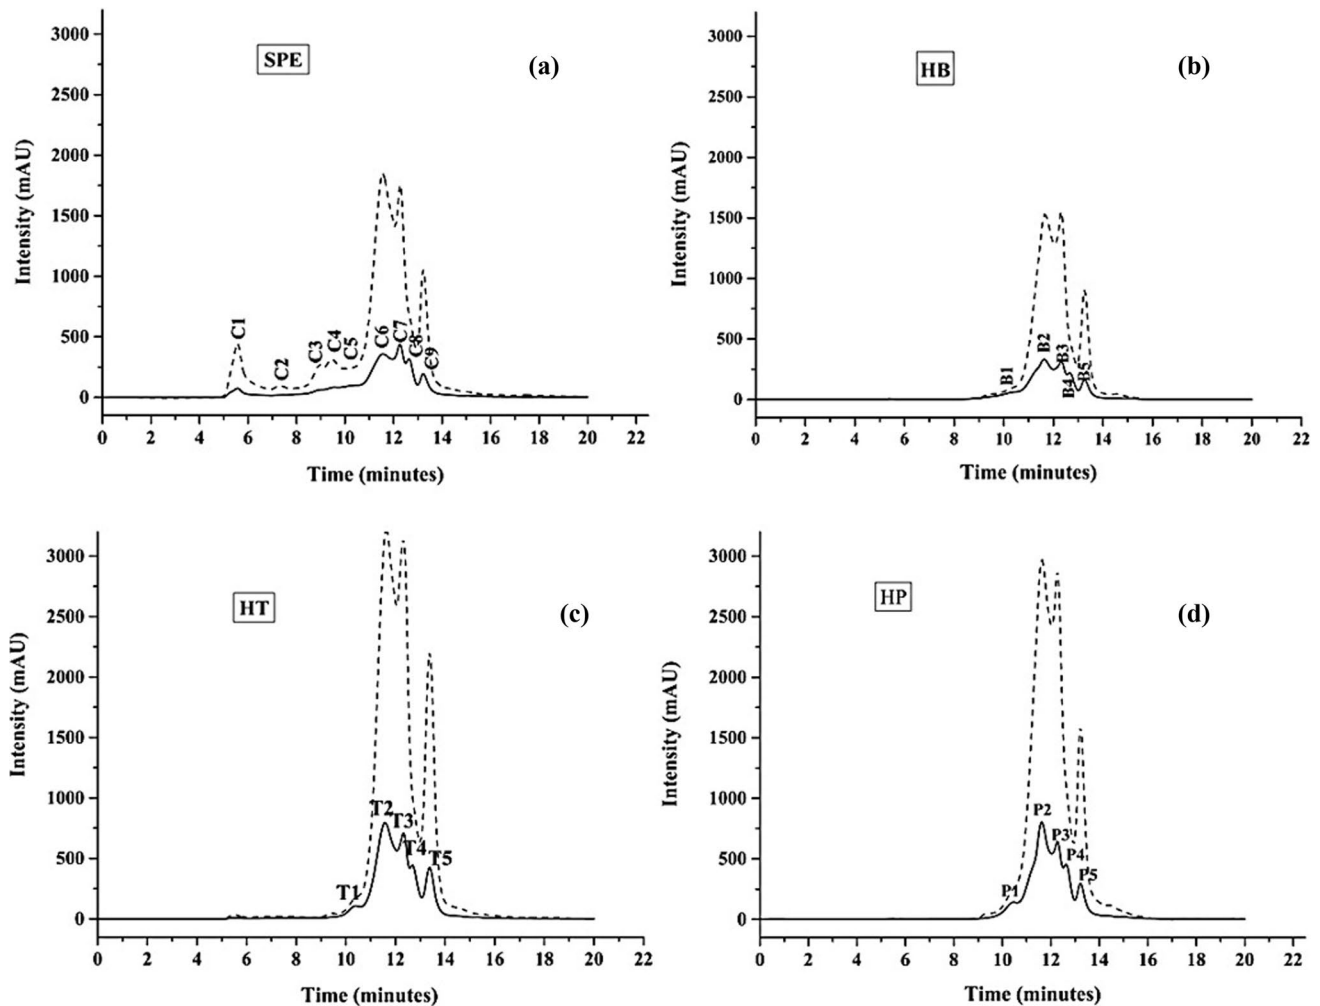 SPE
(a)
Intensity (mAU)
3000
2500
2000
1500
1000
500
0
C1
C2
C3
C4
C5
C6
C7
C8
C9
0 2 4 6 8 10 12 14 16 18 20 22
Time (minutes)
HB
(b)
Intensity (mAU)
3000
2500
2000
1500
1000
500
0
B1
B2
B3
B4
B5
0 2 4 6 8 10 12 14 16 18 20 22
Time (minutes)
HT
(c)
Intensity (mAU)
3000
2500
2000
1500
1000
500
0
T1
T2
T3
T4
T5
0 2 4 6 8 10 12 14 16 18 20 22
Time (minutes)
HP
(d)
Intensity (mAU)
3000
2500
2000
1500
1000
500
0
P1
P2
P3
P4
P5
0 2 4 6 8 10 12 14 16 18 20 22
Time (minutes)